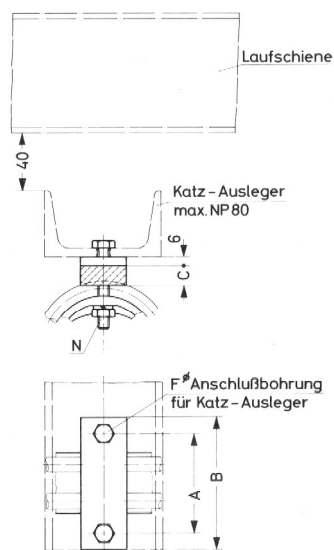 Laufschiene
40
Katz-Ausleger
max. NP 80
6
C
N
F⌀ Anschlußbohrung
für Katz-Ausleger
A
B